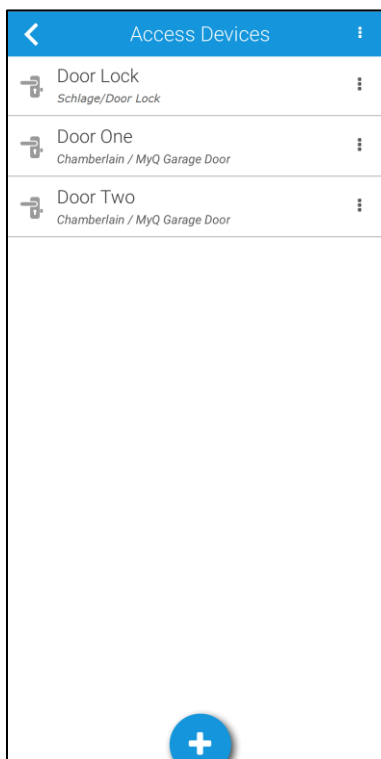 Access Devices
Door Lock
Schlage/Door Lock
Door One
Chamberlain / MyQ Garage Door
Door Two
Chamberlain / MyQ Garage Door